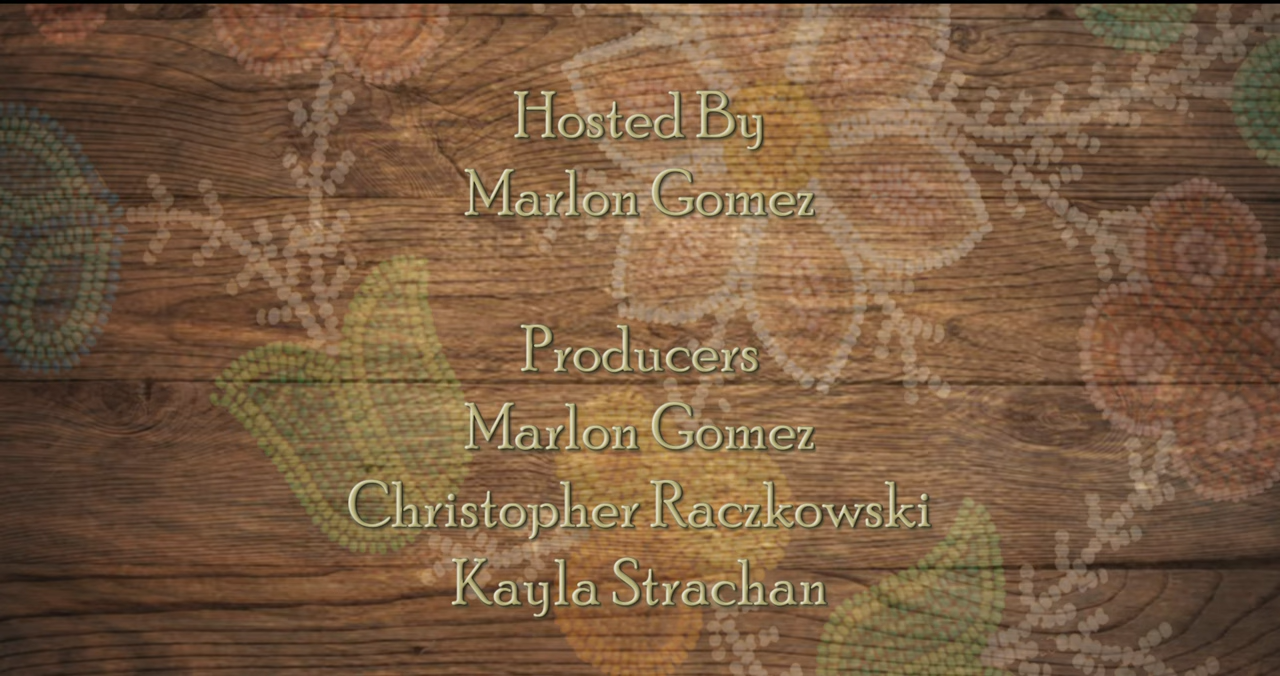 Hosted By
Marlon Gomez
Producers
Marlon Gomez
Christopher Raczkowski
Kayla Strachan